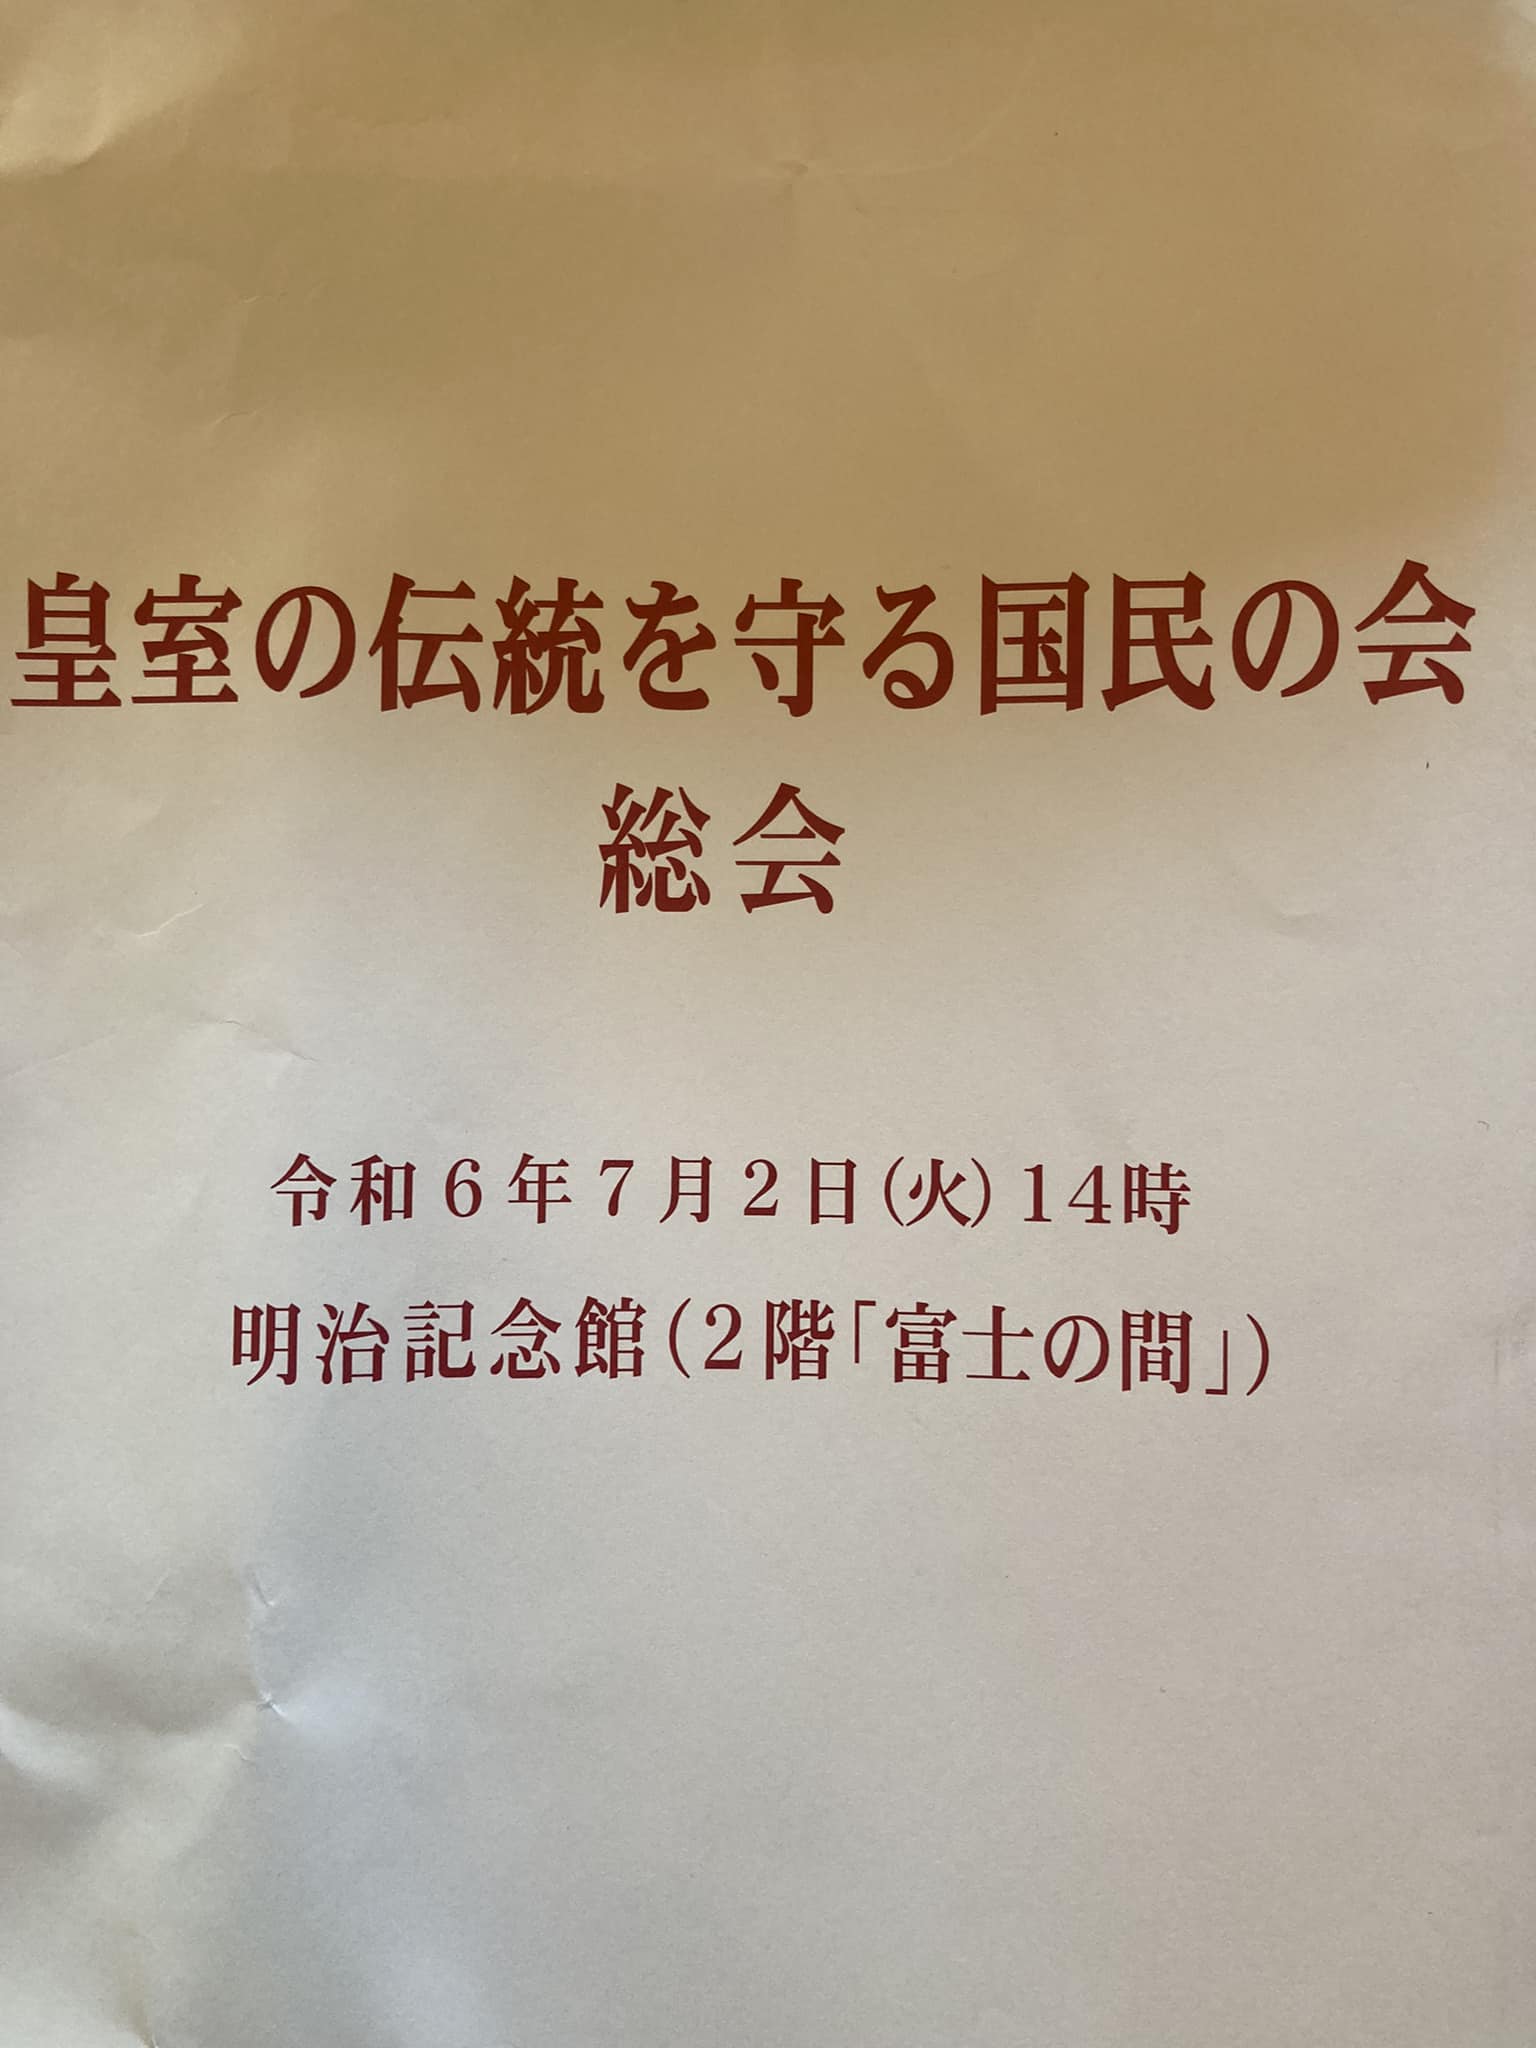 皇室の伝統を守る国民の会
総会
令和６年７月２日(火)14時
明治記念館(２階「富士の間」)